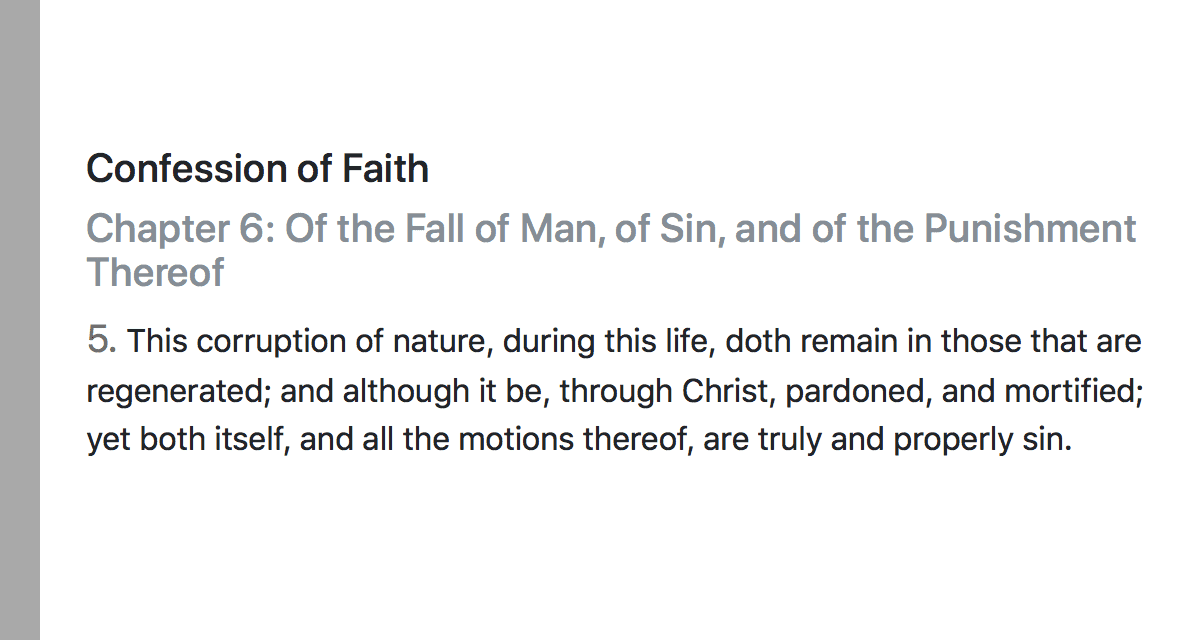 Confession of Faith
Chapter 6: Of the Fall of Man, of Sin, and of the Punishment
Thereof
5. This corruption of nature, during this life, doth remain in those that are
regenerated; and although it be, through Christ, pardoned, and mortified;
yet both itself, and all the motions thereof, are truly and properly sin.